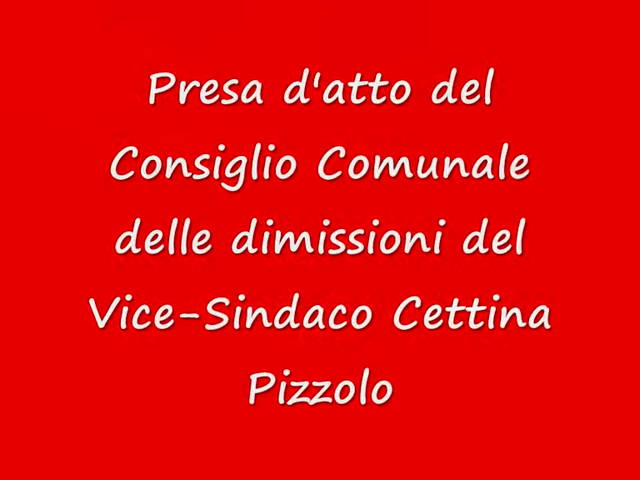 Presa d'atto del
Consiglio Comunale
delle dimissioni del
Vice-Sindaco Cettina
Pizzolo